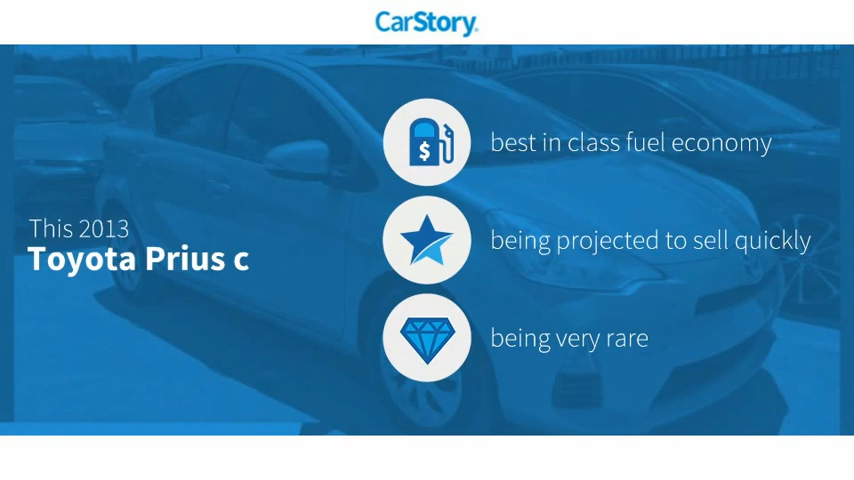 CarStory.
This 2013
Toyota Prius c
$
best in class fuel economy
being projected to sell quickly
being very rare